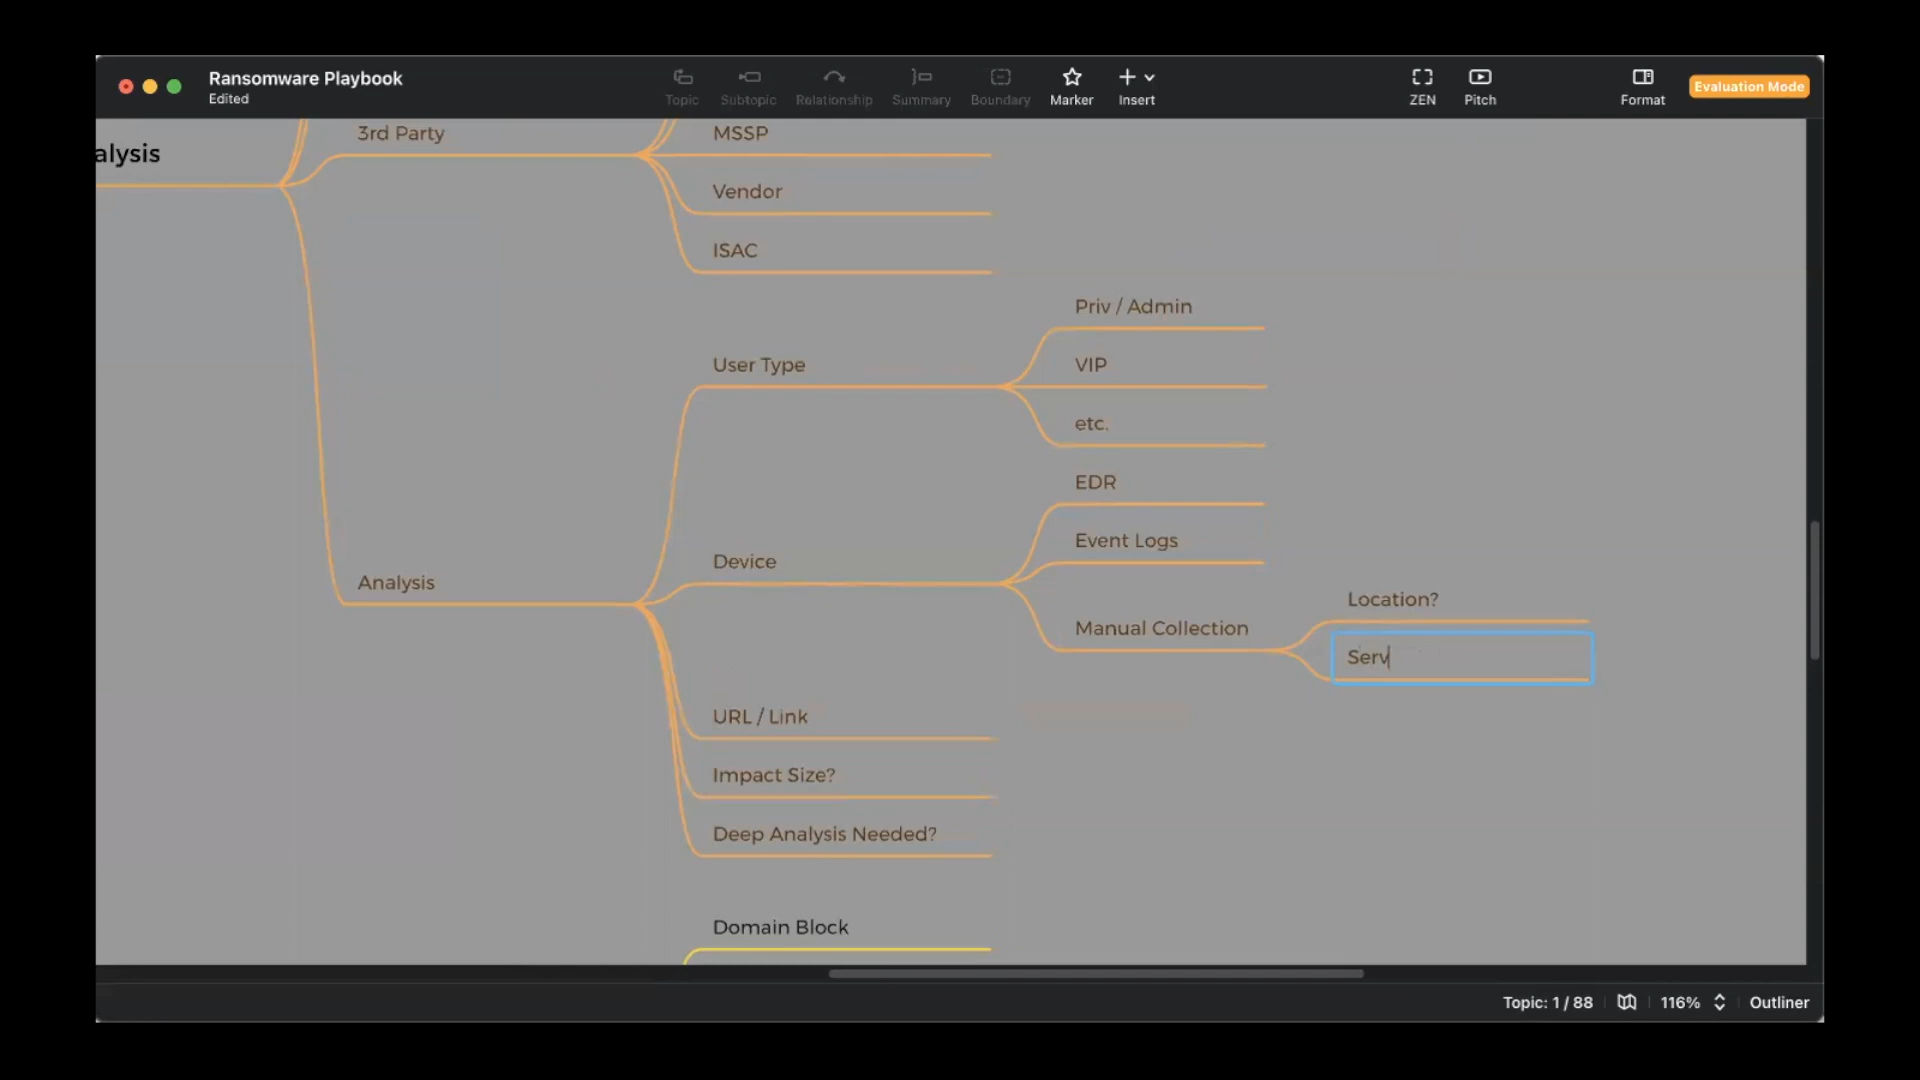 Ransomware Playbook
Edited
Topic
Subtopic
Relationship
Summary
Boundary
Marker
Insert
ZEN
Pitch
Format
Evaluation Mode
alysis
3rd Party
MSSP
Vendor
ISAC
Priv / Admin
User Type
VIP
etc.
EDR
Event Logs
Device
Analysis
Location?
Manual Collection
Serv
URL / Link
Impact Size?
Deep Analysis Needed?
Domain Block
Topic: 1 / 88
116%
Outliner